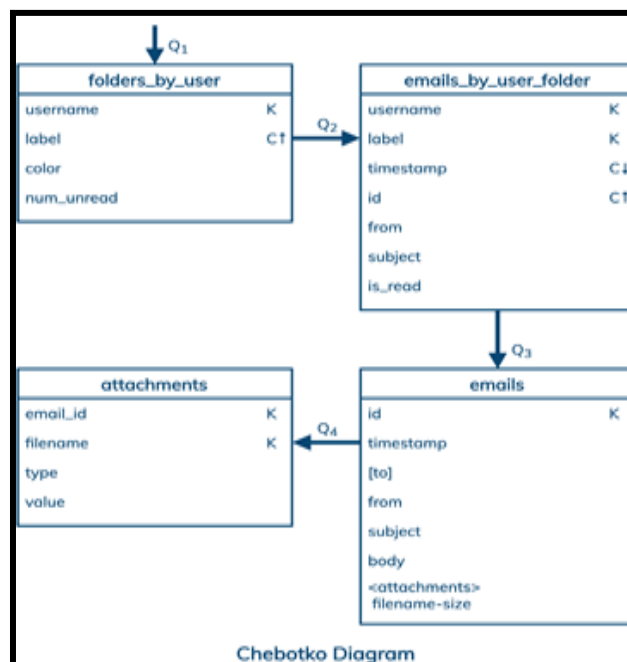 Q1
folders_by_user
username K
label C↑
color
num_unread
Q2
emails_by_user_folder
username K
label K
timestamp C↓
id C↑
from
subject
is_read
Q3
attachments
email_id K
filename K
type
value
Q4
emails
id K
timestamp
[to]
from
subject
body
<attachments>
filename-size
Chebotko Diagram